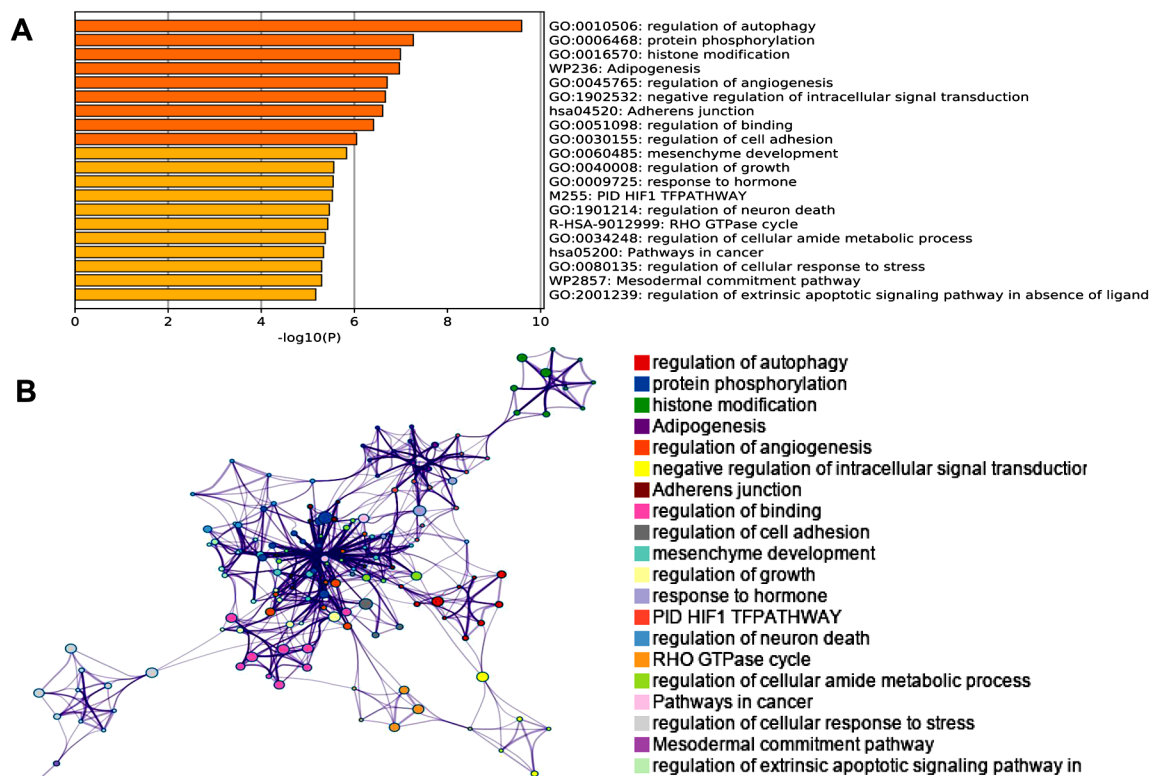 A
GO:0010506: regulation of autophagy
GO:0006468: protein phosphorylation
GO:0016570: histone modification
WP236: Adipogenesis
GO:0045765: regulation of angiogenesis
GO:1902532: negative regulation of intracellular signal transduction
hsa04520: Adherens junction
GO:0051098: regulation of binding
GO:0030155: regulation of cell adhesion
GO:0060485: mesenchyme development
GO:0040008: regulation of growth
GO:0009725: response to hormone
M255: PID HIF1 TFPATHWAY
GO:1901214: regulation of neuron death
R-HSA-9012999: RHO GTPase cycle
GO:0034248: regulation of cellular amide metabolic process
hsa05200: Pathways in cancer
GO:0080135: regulation of cellular response to stress
WP2857: Mesodermal commitment pathway
GO:2001239: regulation of extrinsic apoptotic signaling pathway in absence of ligand
0 2 4 6 8 10
-log10(P)
B
regulation of autophagy
protein phosphorylation
histone modification
Adipogenesis
regulation of angiogenesis
negative regulation of intracellular signal transduction
Adherens junction
regulation of binding
regulation of cell adhesion
mesenchyme development
regulation of growth
response to hormone
PID HIF1 TFPATHWAY
regulation of neuron death
RHO GTPase cycle
regulation of cellular amide metabolic process
Pathways in cancer
regulation of cellular response to stress
Mesodermal commitment pathway
regulation of extrinsic apoptotic signaling pathway in